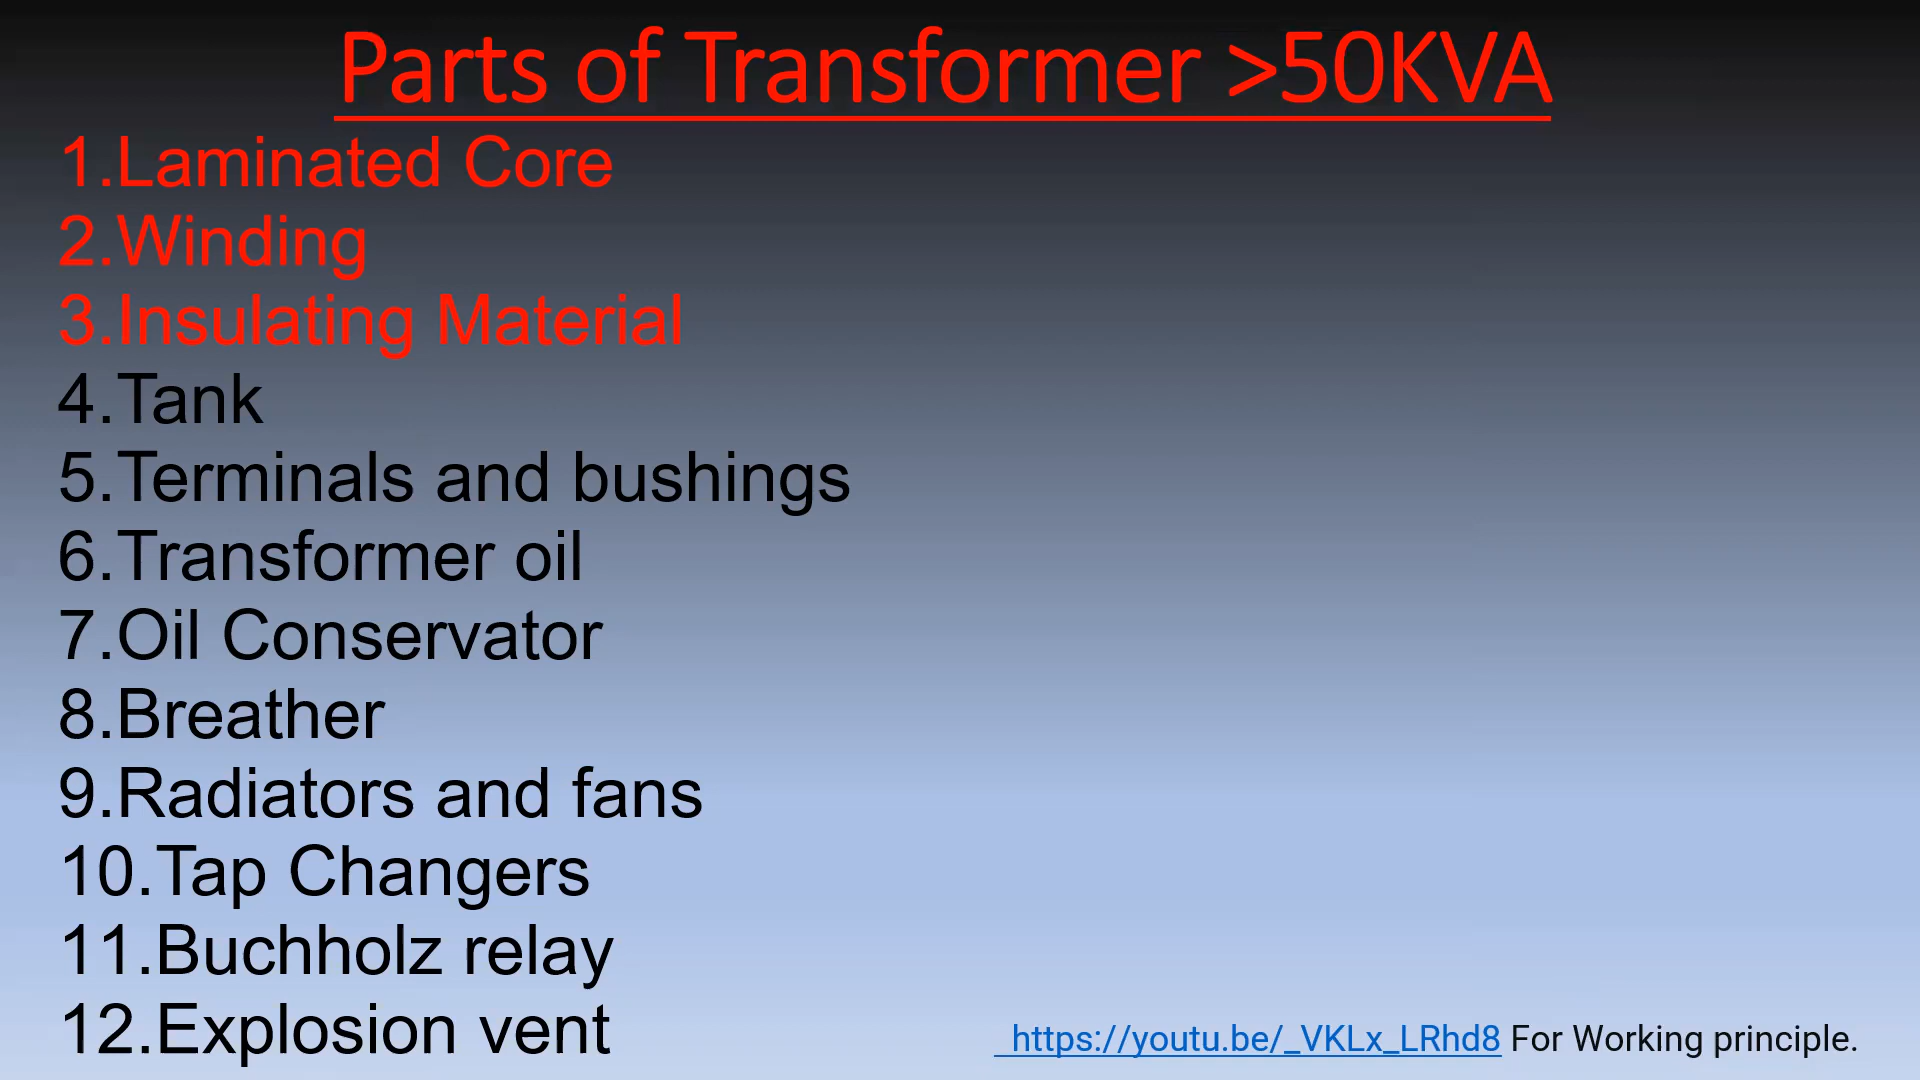 Parts of Transformer >50KVA
1.Laminated Core
2.Winding
3.Insulating Material
4.Tank
5.Terminals and bushings
6.Transformer oil
7.Oil Conservator
8.Breather
9.Radiators and fans
10.Tap Changers
11.Buchholz relay
12.Explosion vent
https://youtu.be/_VKLx_LRhd8 For Working principle.